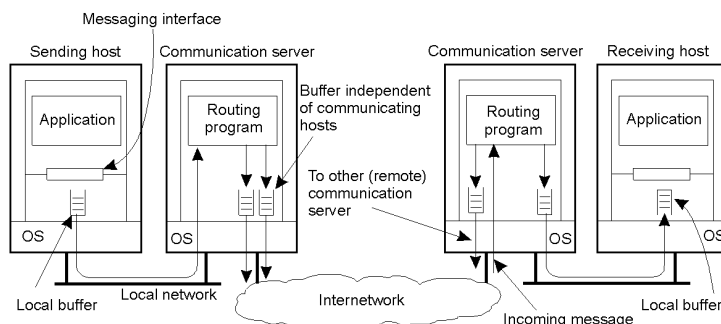 Messaging interface
Sending host
Communication server
Communication server
Receiving host
Buffer independent
of communicating
hosts
Application
Routing
program
Routing
program
Application
To other (remote)
communication
server
OS
OS
OS
OS
Local buffer
Local network
Internetwork
Incoming message
Local buffer